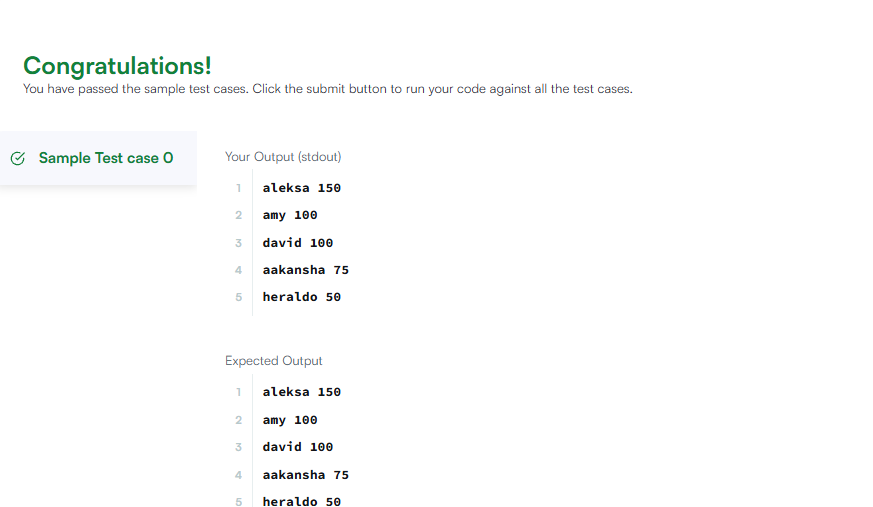 Congratulations!
You have passed the sample test cases. Click the submit button to run your code against all the test cases.
Sample Test case 0
Your Output (stdout)
1 aleksa 150
2 amy 100
3 david 100
4 aakansha 75
5 heraldo 50
Expected Output
1 aleksa 150
2 amy 100
3 david 100
4 aakansha 75
5 heraldo 50